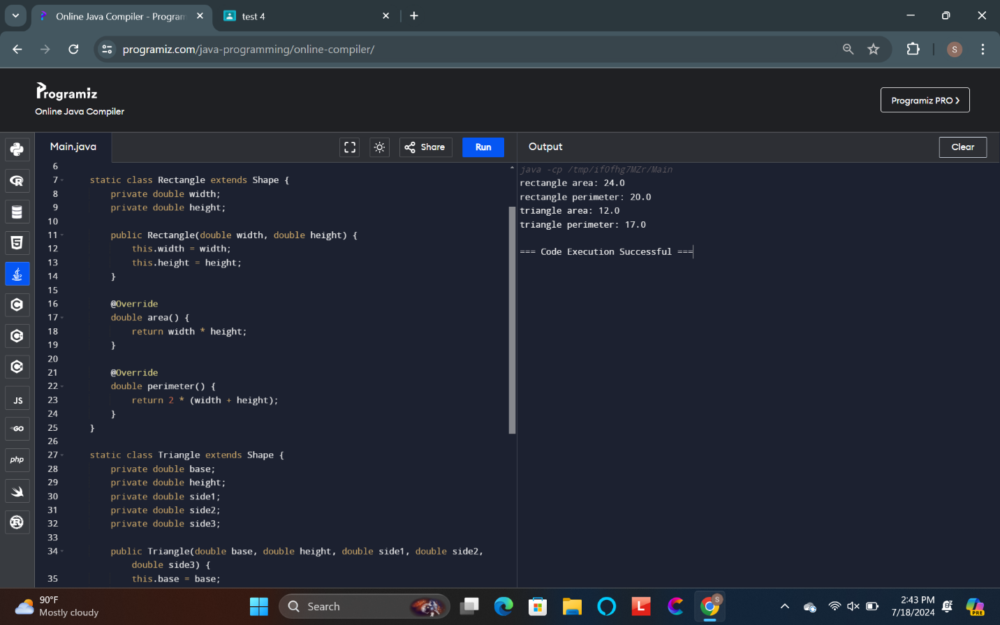 Online Java Compiler - Program
test 4
programiz.com/java-programming/online-compiler/
S
Programiz
Online Java Compiler
Programiz PRO
Main.java
Share
Run
Output
Clear
6
7 static class Rectangle extends Shape {
8 private double width;
9 private double height;
10
11 public Rectangle(double width, double height) {
12 this.width = width;
13 this.height = height;
14 }
15
16 @Override
17 double area() {
18 return width * height;
19 }
20
21 @Override
22 double perimeter() {
23 return 2 * (width + height);
24 }
25 }
26
27 static class Triangle extends Shape {
28 private double base;
29 private double height;
30 private double side1;
31 private double side2;
32 private double side3;
33
34 public Triangle(double base, double height, double side1, double side2,
double side3) {
35 this.base = base;
java -cp /tmp/ifOfhg7MZr/Main
rectangle area: 24.0
rectangle perimeter: 20.0
triangle area: 12.0
triangle perimeter: 17.0
=== Code Execution Successful ===
R
5
C
C
C
JS
GO
php
R
90°F
Mostly cloudy
Search
L
C
S
2:43 PM
7/18/2024
PRE